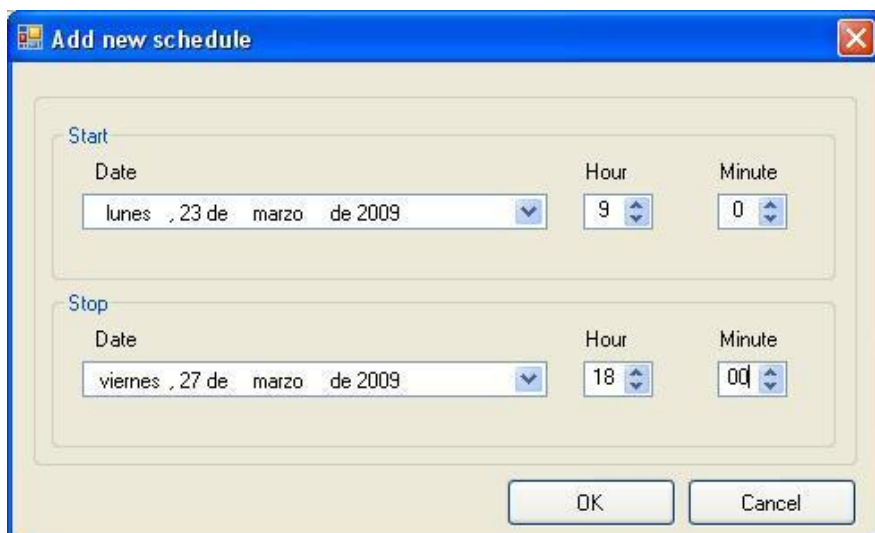 Add new schedule
Start
Date Hour Minute
lunes , 23 de marzo de 2009 9 0
Stop
Date Hour Minute
viernes , 27 de marzo de 2009 18 00
OK Cancel